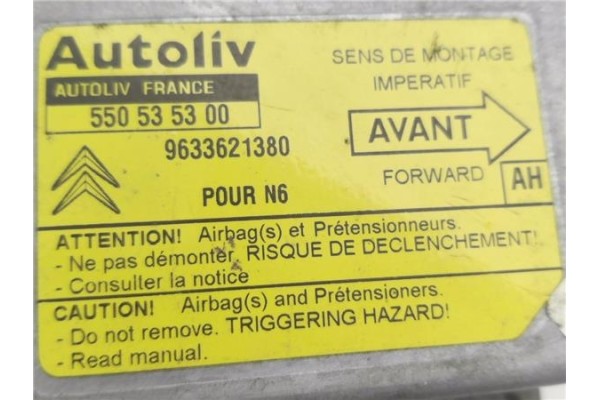 Autoliv
AUTOLIV FRANCE
550 53 53 00
9633621380
POUR N6
SENS DE MONTAGE
IMPERATIF
AVANT
FORWARD
AH
ATTENTION! Airbag(s) et Prétensionneurs.
- Ne pas démonter. RISQUE DE DECLENCHEMENT!
- Consulter la notice
CAUTION! Airbag(s) and Prétensioners.
- Do not remove. TRIGGERING HAZARD!
- Read manual.